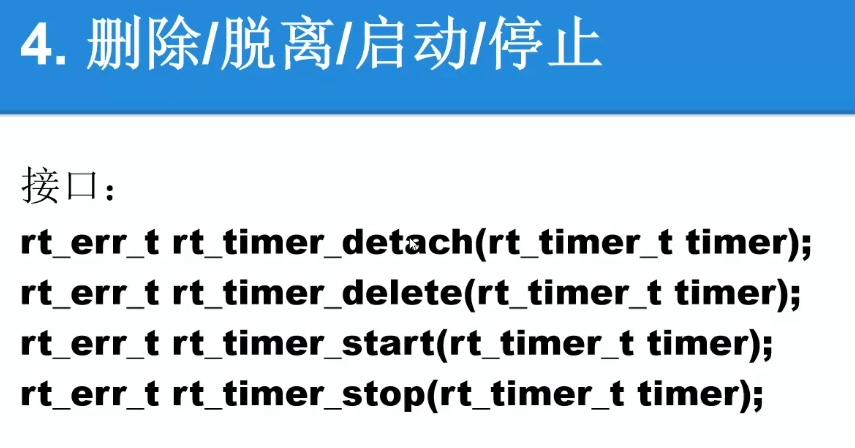 4. 删除/脱离/启动/停止
接口：
rt_err_t rt_timer_detach(rt_timer_t timer);
rt_err_t rt_timer_delete(rt_timer_t timer);
rt_err_t rt_timer_start(rt_timer_t timer);
rt_err_t rt_timer_stop(rt_timer_t timer);